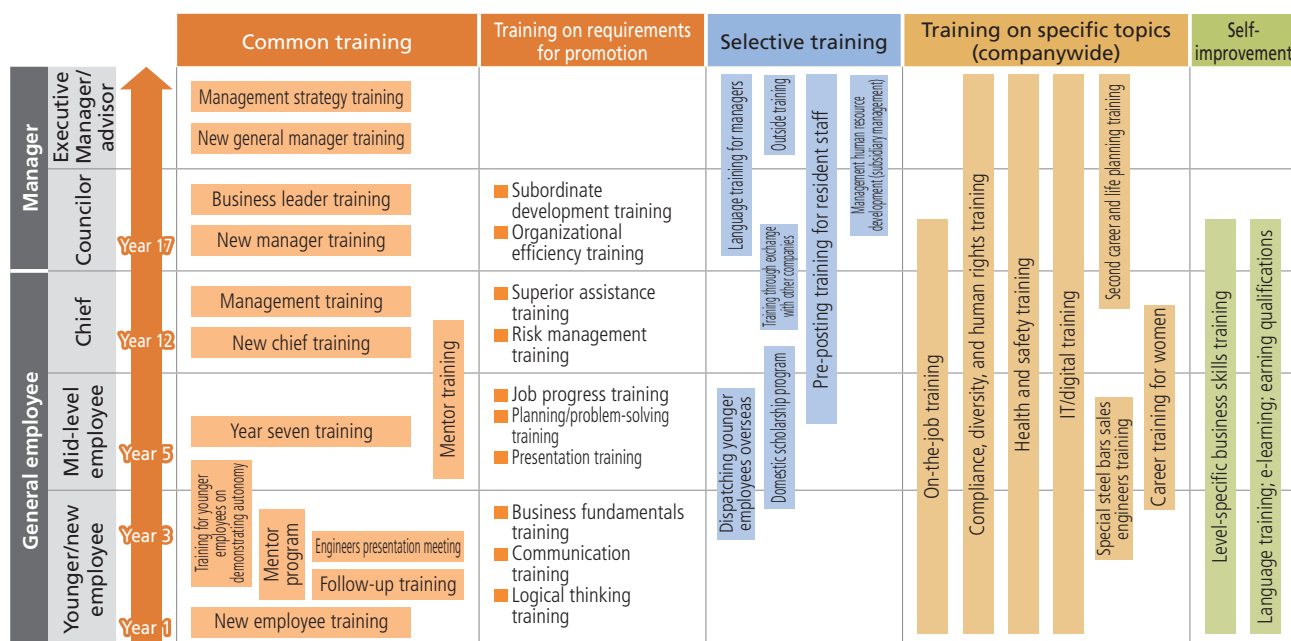 Common training
Training on requirements
for promotion
Selective training
Training on specific topics
(companywide)
Self-
improvement
Manager
Executive
Manager/
advisor
Management strategy training
New general manager training
Councilor
Year 17
Business leader training
New manager training
Subordinate
development training
Organizational
efficiency training
General employee
Chief
Year 12
Management training
New chief training
Mentor training
Superior assistance
training
Risk management
training
Mid-level
employee
Year 5
Year seven training
Job progress training
Planning/problem-solving
training
Presentation training
Younger/new
employee
Year 3
Year 1
Training for younger
employees on
demonstrating autonomy
Mentor
program
Engineers presentation meeting
Follow-up training
New employee training
Business fundamentals
training
Communication
training
Logical thinking
training
Language training for managers
Outside training
Training through exchange
with other companies
Pre-posting training for resident staff
Management human resource
development (subsidiary management)
Dispatching younger
employees overseas
Domestic scholarship program
On-the-job training
Compliance, diversity, and human rights training
Health and safety training
IT/digital training
Second career and life planning training
Special steel bars sales
engineers training
Career training for women
Level-specific business skills training
Language training; e-learning; earning qualifications